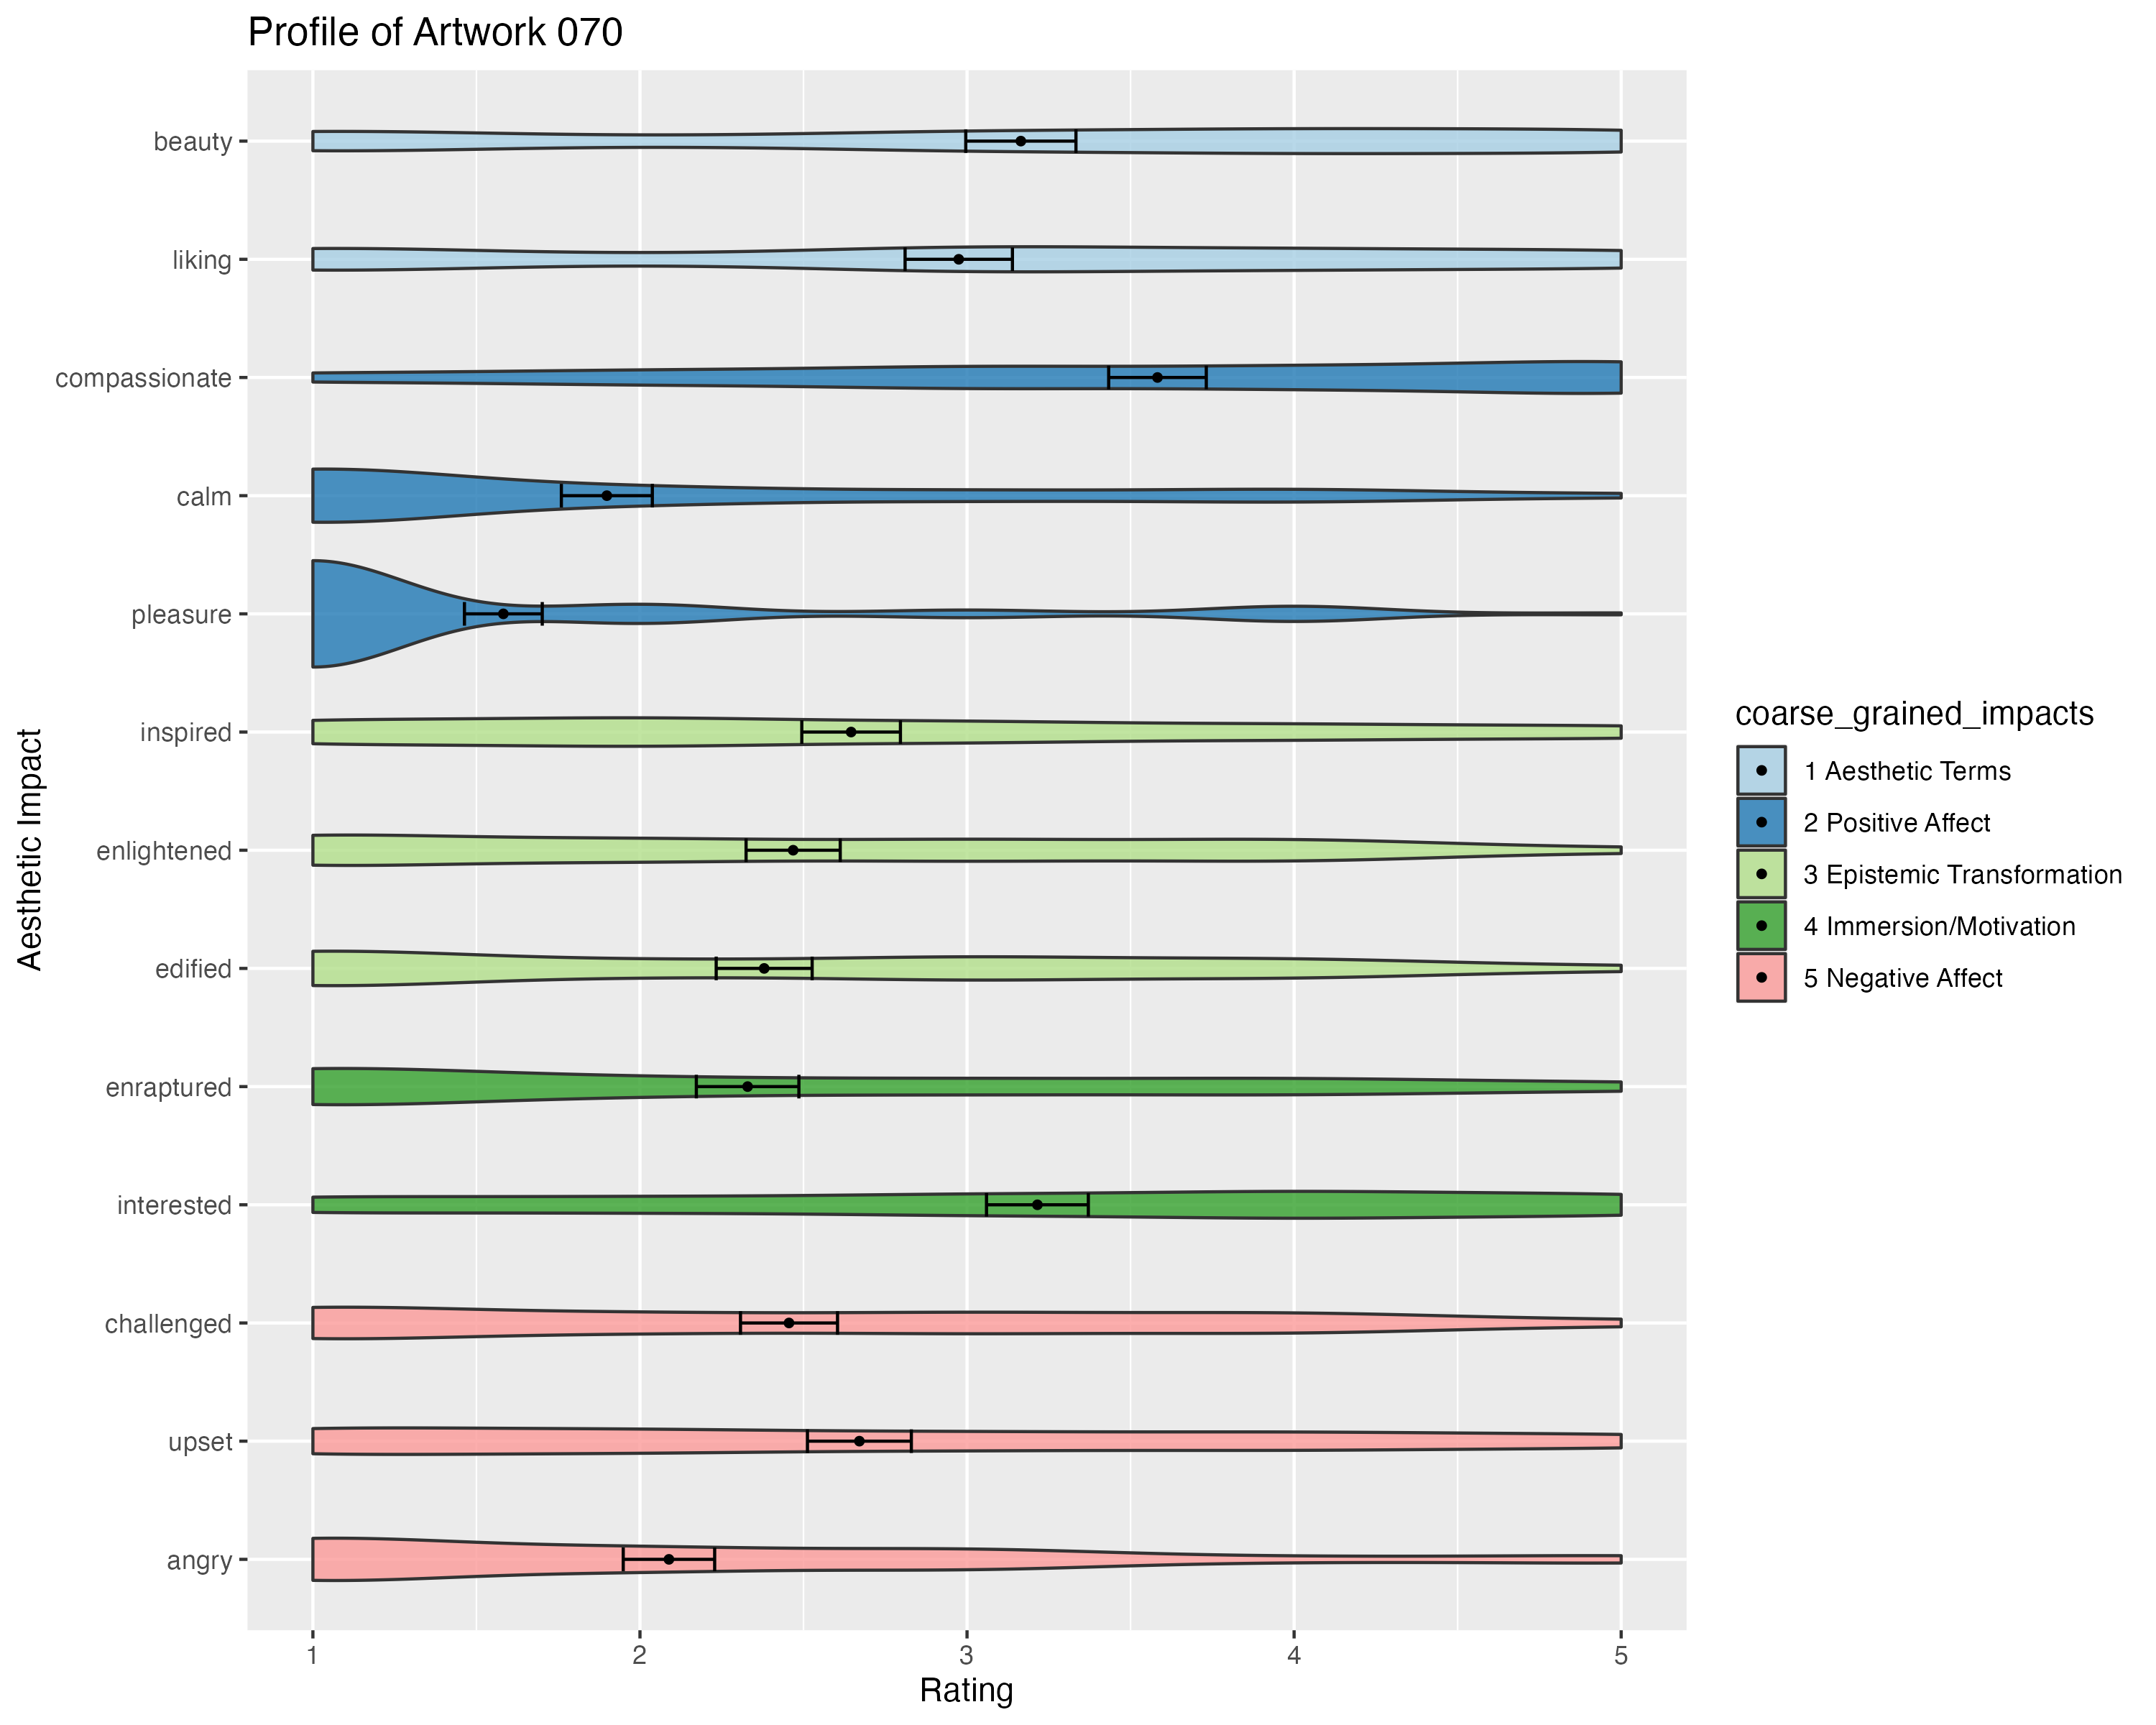 Profile of Artwork 070
beauty
liking
compassionate
calm
pleasure
inspired
enlightened
edified
enraptured
interested
challenged
upset
angry
Aesthetic Impact
1 2 3 4 5
Rating
coarse_grained_impacts
1 Aesthetic Terms
2 Positive Affect
3 Epistemic Transformation
4 Immersion/Motivation
5 Negative Affect